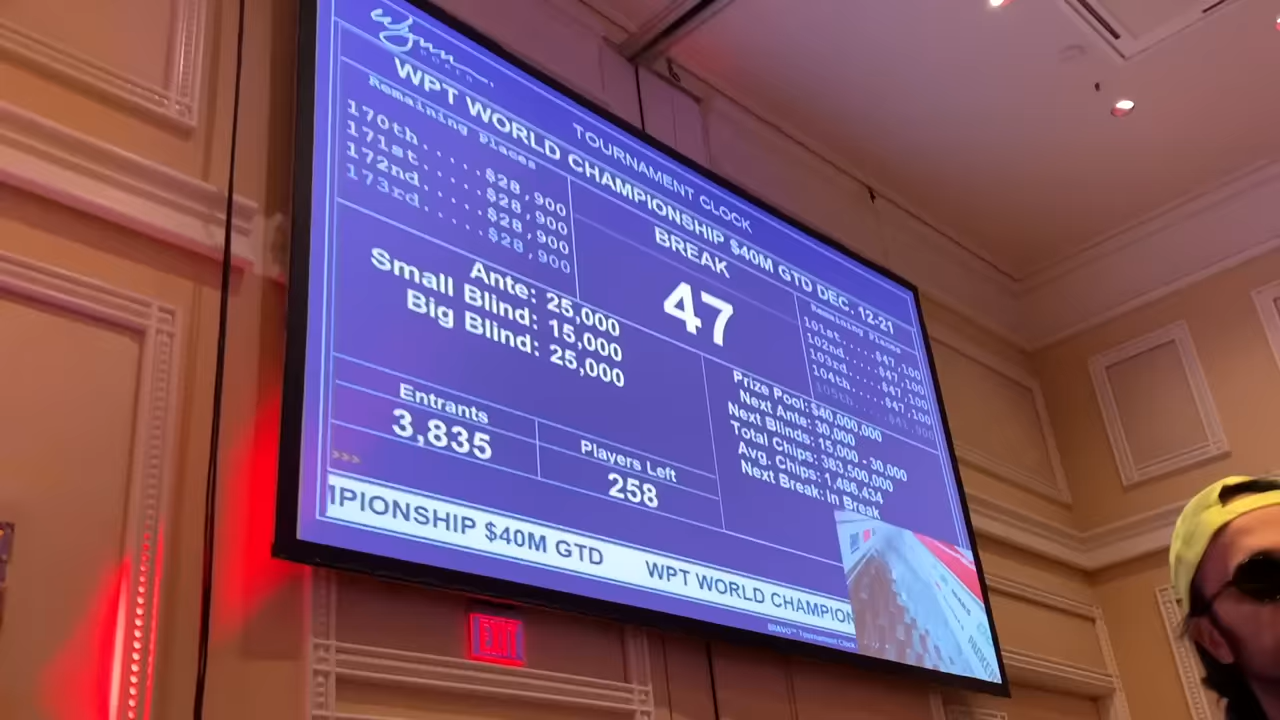 Wynn
POKER
TOURNAMENT CLOCK
WPT WORLD CHAMPIONSHIP $40M GTD DEC. 12-21
Remaining Places
170th......$28,900
171st......$28,900
172nd......$28,900
173rd......$28,900
BREAK
47
Remaining Places
101st.....$47,100
102nd.....$47,100
103rd.....$47,100
104th.....$47,100
Ante: 25,000
Small Blind: 15,000
Big Blind: 25,000
Entrants
3,835
Players Left
258
Prize Pool: $40,000,000
Next Ante: 30,000
Next Blinds: 15,000 - 30,000
Total Chips: 383,500,000
Avg. Chips: 1,486,434
Next Break: In Break
>>>
IPIONSHIP $40M GTD WPT WORLD CHAMPION
BRAVO™ Tournament Clock
EXIT